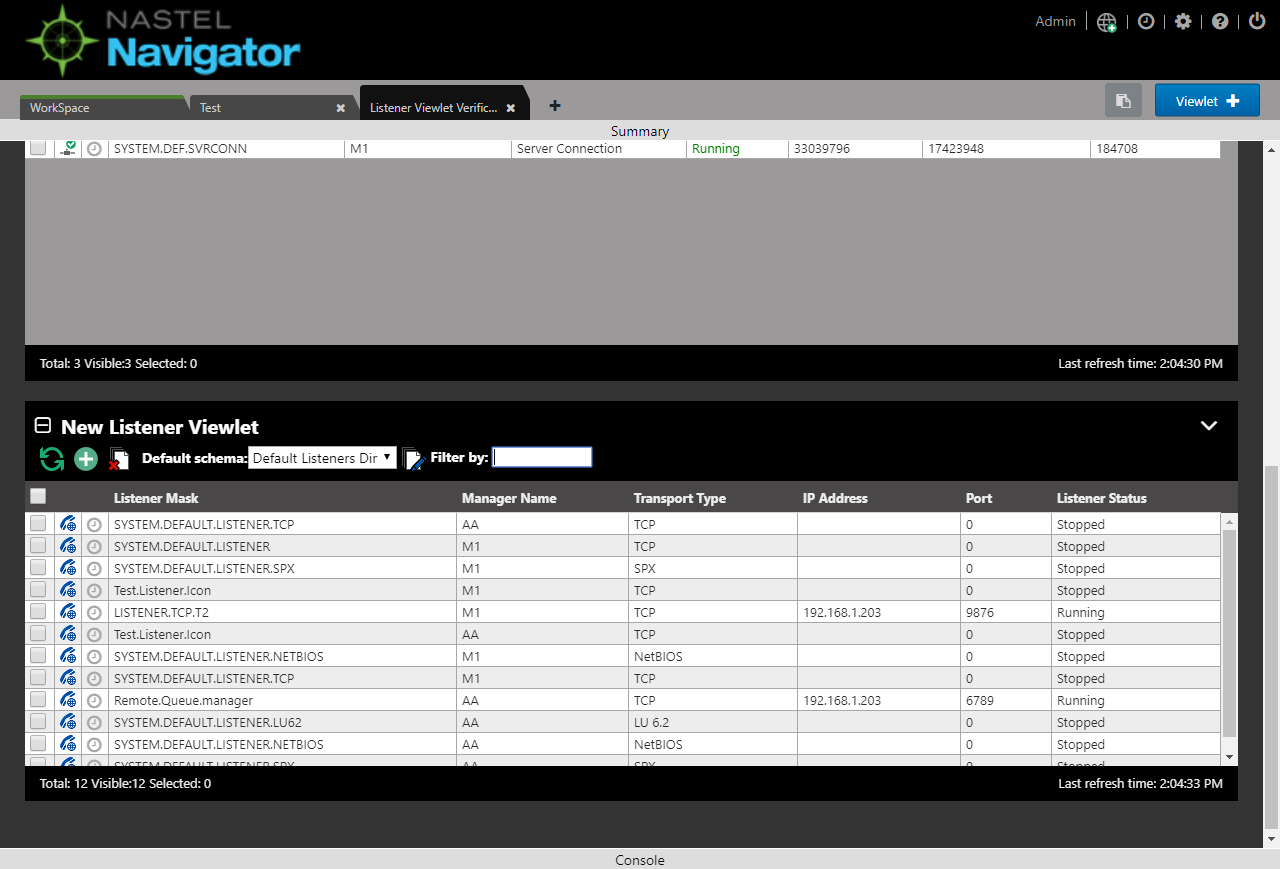 NASTEL
Navigator
Admin
WorkSpace Test Listener Viewlet Verific... Viewlet
Summary
SYSTEM.DEF.SVRCONN M1 Server Connection Running 33039796 17423948 184708
Total: 3 Visible:3 Selected: 0 Last refresh time: 2:04:30 PM
New Listener Viewlet
Default schema: Default Listeners Dir Filter by:
Listener Mask Manager Name Transport Type IP Address Port Listener Status
SYSTEM.DEFAULT.LISTENER.TCP AA TCP 0 Stopped
SYSTEM.DEFAULT.LISTENER M1 TCP 0 Stopped
SYSTEM.DEFAULT.LISTENER.SPX M1 SPX 0 Stopped
Test.Listener.Icon M1 TCP 0 Stopped
LISTENER.TCP.T2 M1 TCP 192.168.1.203 9876 Running
Test.Listener.Icon AA TCP 0 Stopped
SYSTEM.DEFAULT.LISTENER.NETBIOS M1 NetBIOS 0 Stopped
SYSTEM.DEFAULT.LISTENER.TCP M1 TCP 0 Stopped
Remote.Queue.manager AA TCP 192.168.1.203 6789 Running
SYSTEM.DEFAULT.LISTENER.LU62 AA LU 6.2 0 Stopped
SYSTEM.DEFAULT.LISTENER.NETBIOS AA NetBIOS 0 Stopped
SYSTEM.DEFAULT.LISTENER.SPX AA SPX 0 Stopped
Total: 12 Visible:12 Selected: 0 Last refresh time: 2:04:33 PM
Console